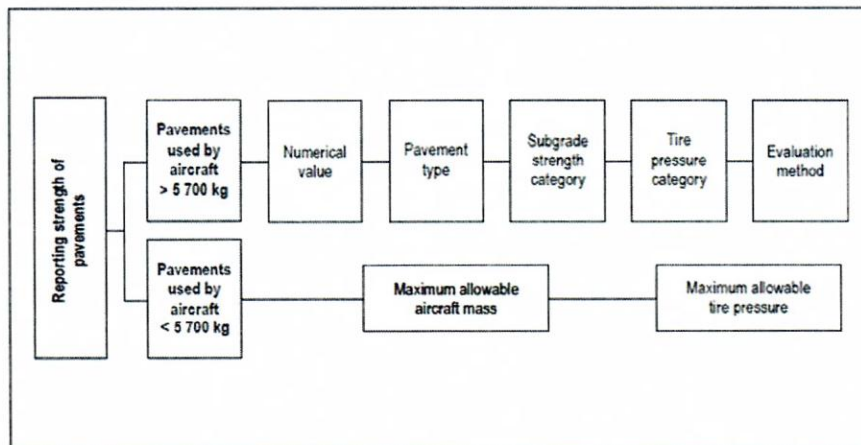 Reporting strength of
pavements
Pavements
used by
aircraft
> 5 700 kg
Numerical
value
Pavement
type
Subgrade
strength
category
Tire
pressure
category
Evaluation
method
Pavements
used by
aircraft
< 5 700 kg
Maximum allowable
aircraft mass
Maximum allowable
tire pressure